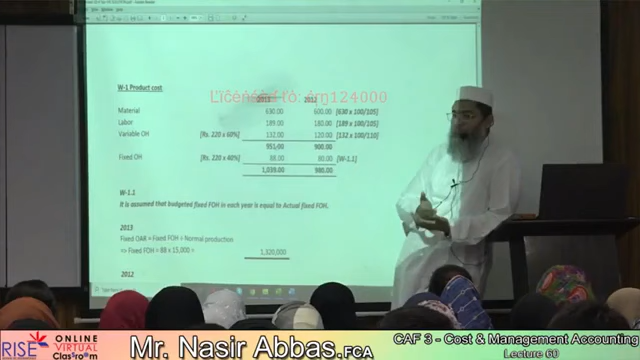 W-1 Product cost
Licensed to: crn124000
2013 2012
Material 630.00 600.00 [630 x 100/105]
Labor 189.00 180.00 [189 x 100/105]
Variable OH [Rs. 220 x 60%] 132.00 120.00 [132 x 100/110]
951.00 900.00
Fixed OH [Rs. 220 x 40%] 88.00 80.00 [W-1.1]
1,039.00 980.00
W-1.1
It is assumed that budgeted fixed FOH in each year is equal to Actual fixed FOH.
2013
Fixed OAR = Fixed FOH ÷ Normal production
=> Fixed FOH = 88 x 15,000 = 1,320,000
2012
RISE ONLINE VIRTUAL Classroom
Mr. Nasir Abbas.FCA
CAF 3 - Cost & Management Accounting
Lecture 60